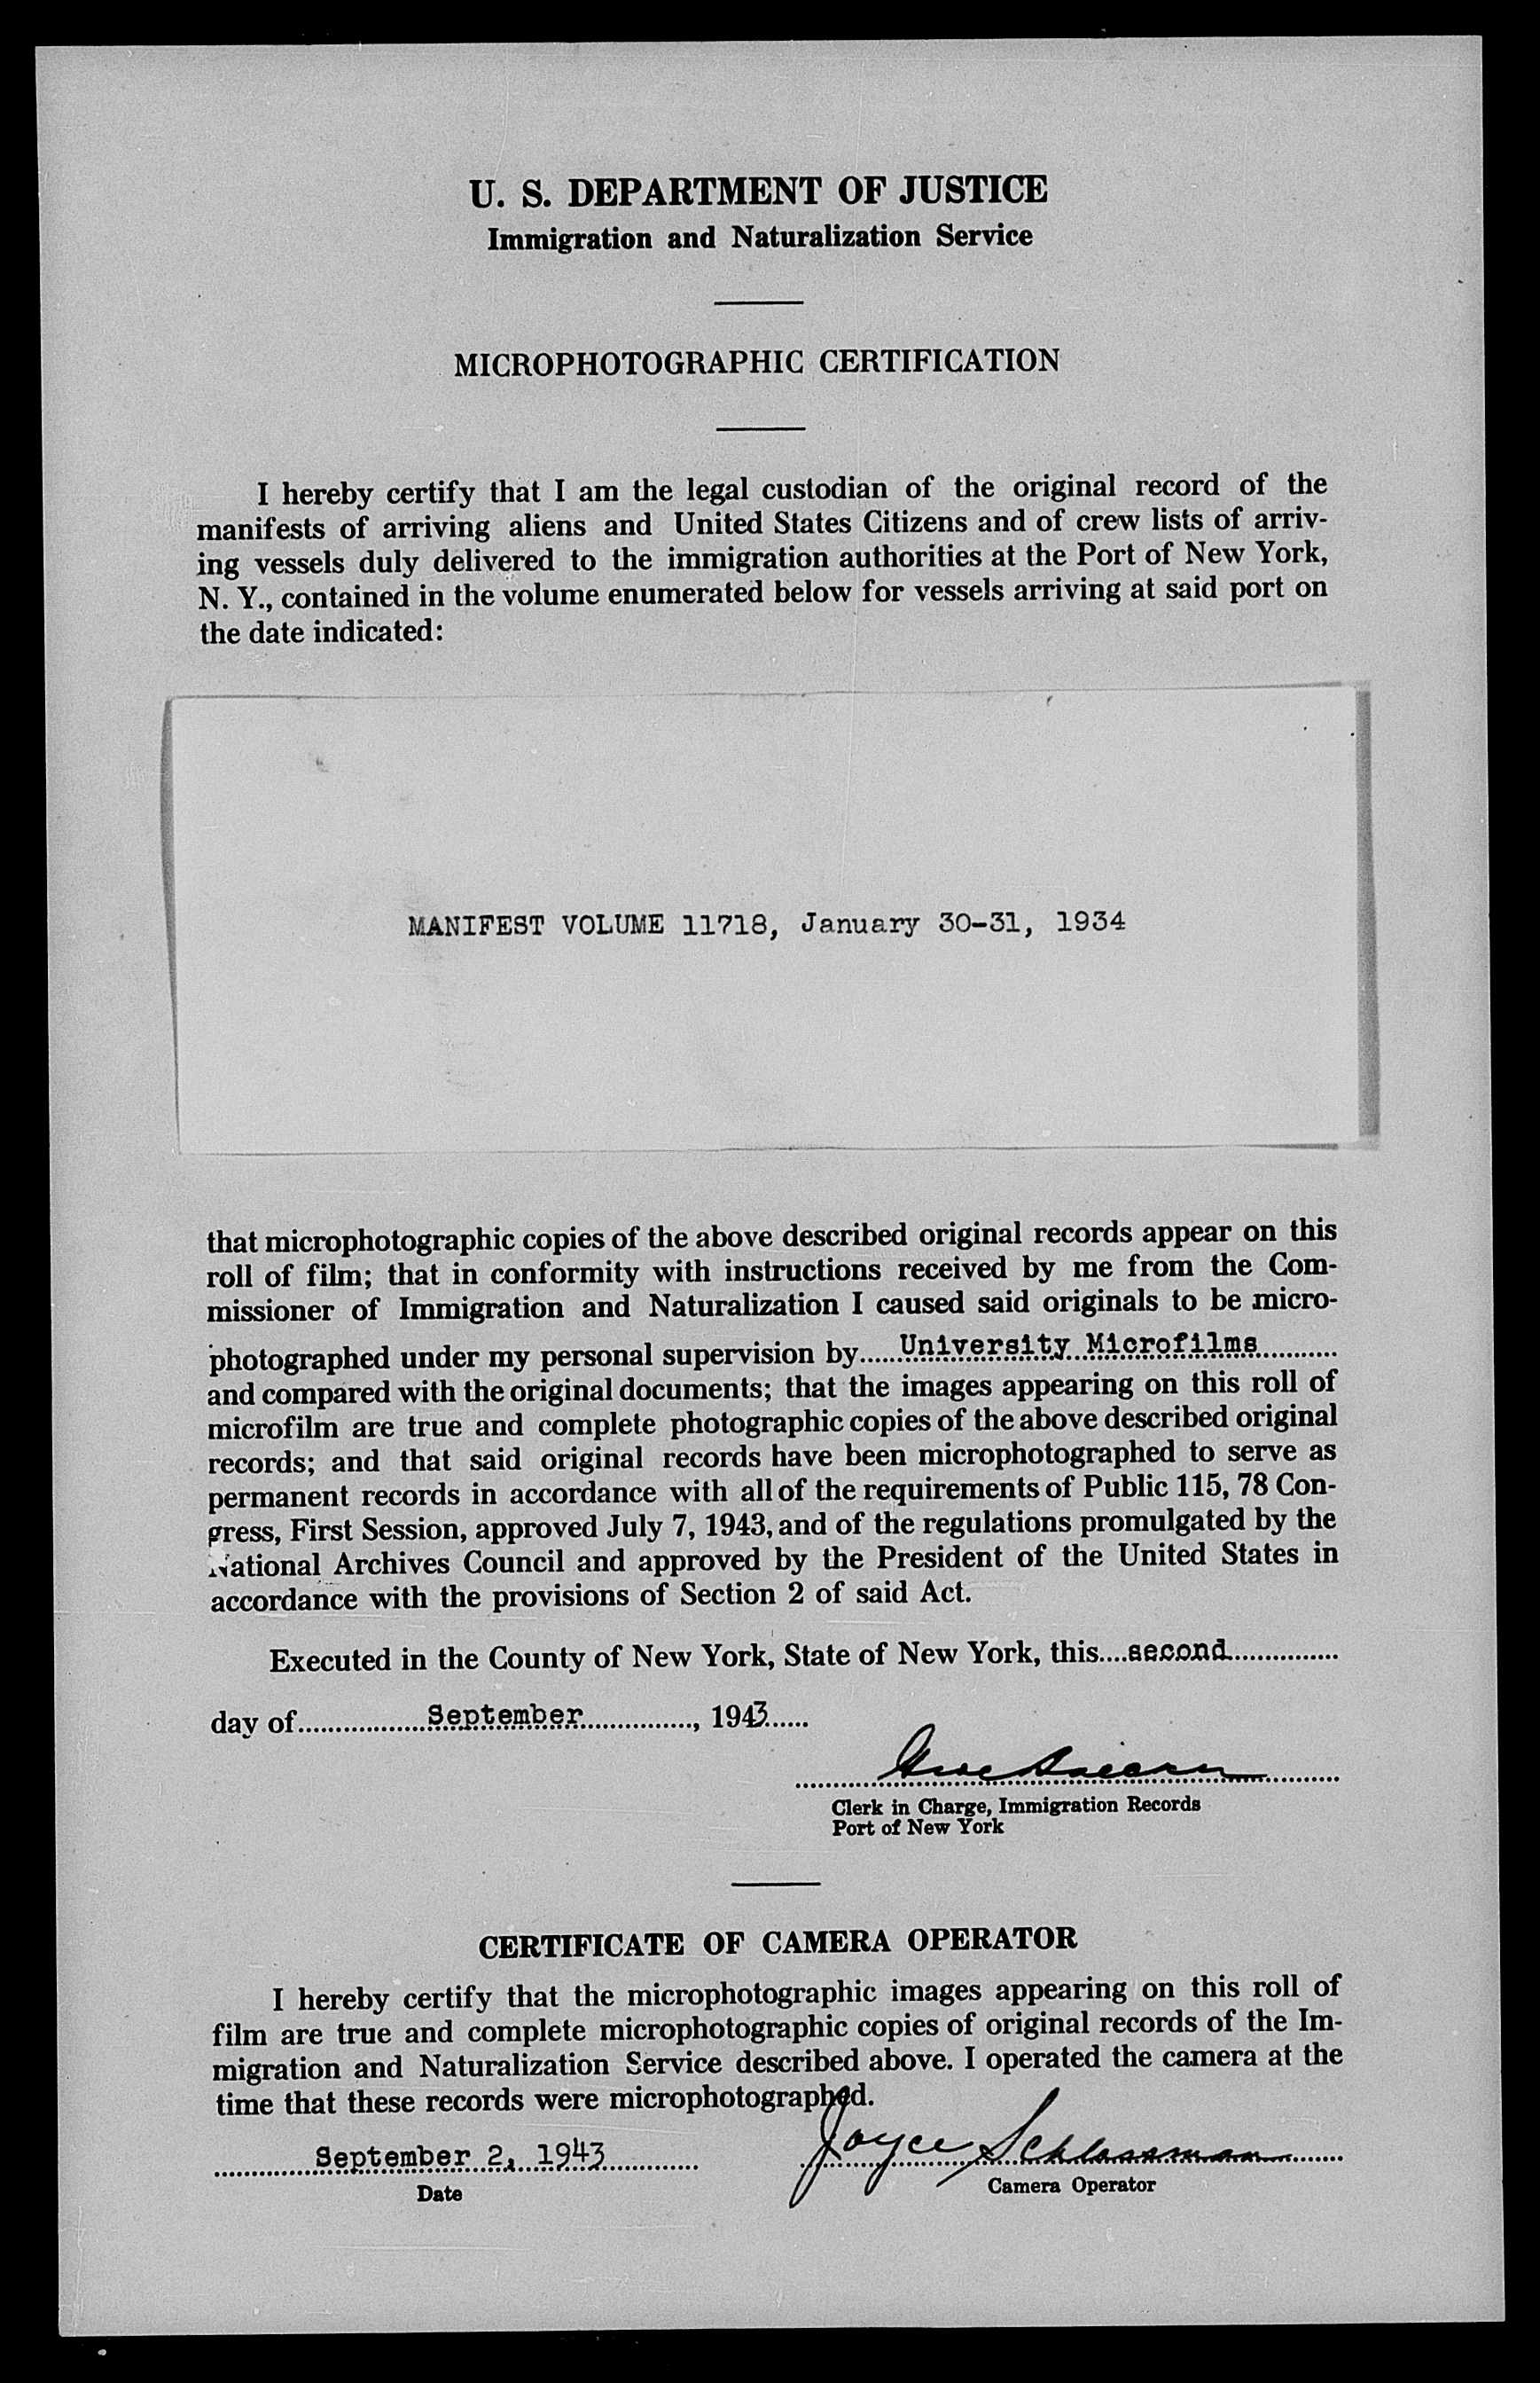 U. S. DEPARTMENT OF JUSTICE
Immigration and Naturalization Service
MICROPHOTOGRAPHIC CERTIFICATION
I hereby certify that I am the legal custodian of the original record of the
manifests of arriving aliens and United States Citizens and of crew lists of arriv-
ing vessels duly delivered to the immigration authorities at the Port of New York,
N. Y., contained in the volume enumerated below for vessels arriving at said port on
the date indicated:
MANIFEST VOLUME 11718, January 30-31, 1934
that microphotographic copies of the above described original records appear on this
roll of film; that in conformity with instructions received by me from the Com-
missioner of Immigration and Naturalization I caused said originals to be micro-
photographed under my personal supervision by.....University Microfilms...........
and compared with the original documents; that the images appearing on this roll of
microfilm are true and complete photographic copies of the above described original
records; and that said original records have been microphotographed to serve as
permanent records in accordance with all of the requirements of Public 115, 78 Con-
gress, First Session, approved July 7, 1943, and of the regulations promulgated by the
National Archives Council and approved by the President of the United States in
accordance with the provisions of Section 2 of said Act.
Executed in the County of New York, State of New York, this....second...............
day of.................September..............., 1943......
Clerk in Charge, Immigration Records
Port of New York
CERTIFICATE OF CAMERA OPERATOR
I hereby certify that the microphotographic images appearing on this roll of
film are true and complete microphotographic copies of original records of the Im-
migration and Naturalization Service described above. I operated the camera at the
time that these records were microphotographed.
September 2, 1943 Joyce Schlossman
Date Camera Operator